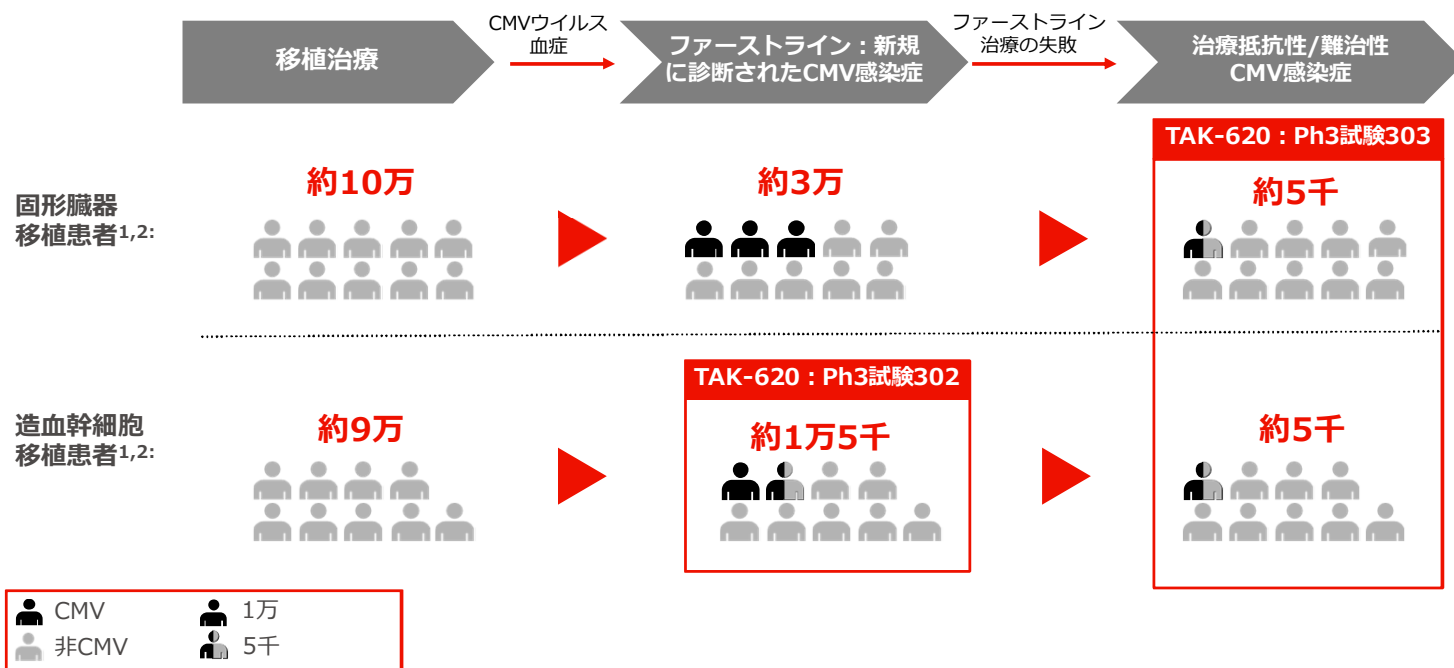 移植治療
CMVウイルス
血症
ファーストライン：新規
に診断されたCMV感染症
ファーストライン
治療の失敗
治療抵抗性/難治性
CMV感染症
TAK-620：Ph3試験303
固形臓器
移植患者1,2:
約10万
約3万
約5千
TAK-620：Ph3試験302
造血幹細胞
移植患者1,2:
約9万
約1万5千
約5千
CMV
1万
非CMV
5千